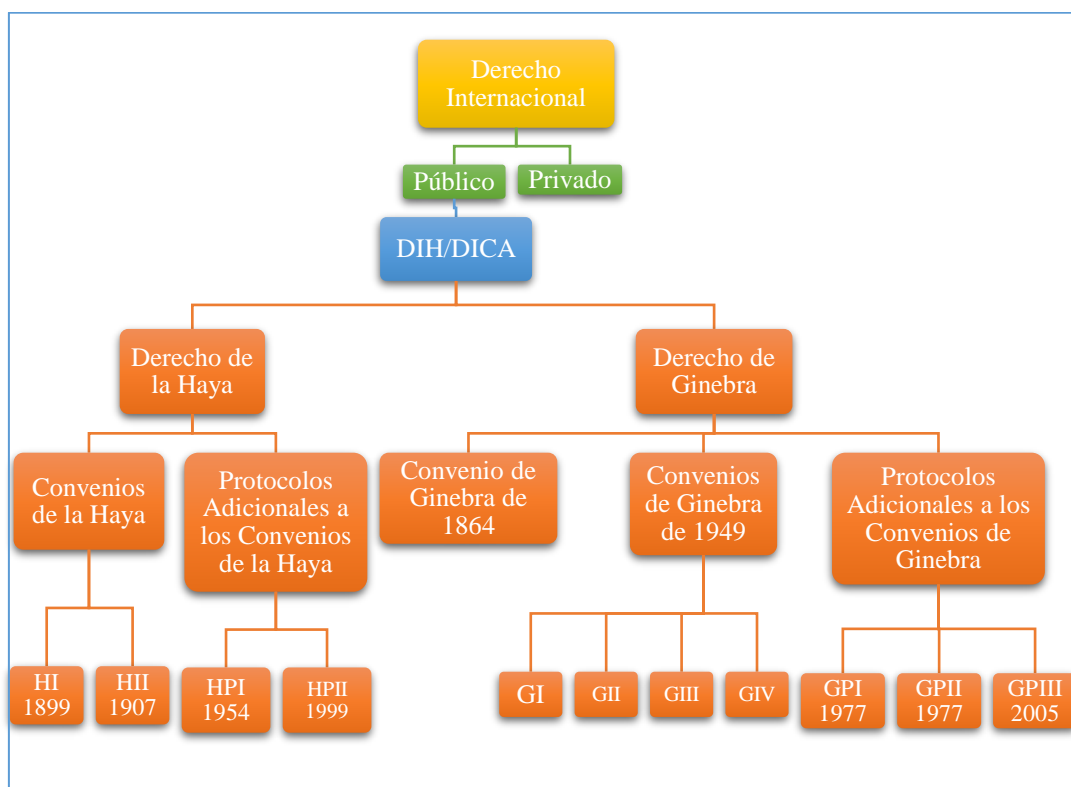 Derecho
Internacional
Público
Privado
DIH/DICA
Derecho de
la Haya
Derecho de
Ginebra
Convenios
de la Haya
Protocolos
Adicionales a
los Convenios
de la Haya
Convenio de
Ginebra de
1864
Convenios
de Ginebra
de 1949
Protocolos
Adicionales a los
Convenios de
Ginebra
HI
1899
HII
1907
HPI
1954
HPII
1999
GI
GII
GIII
GIV
GPI
1977
GPII
1977
GPIII
2005